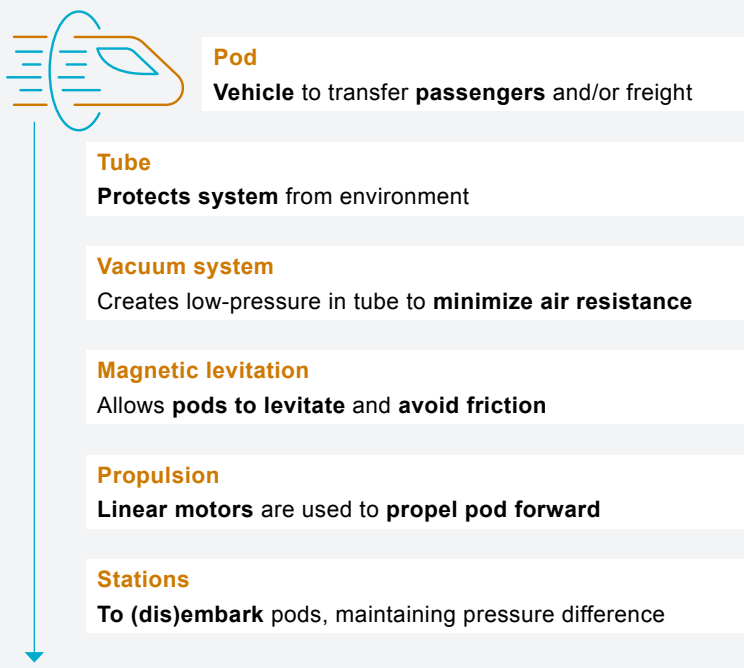 Pod
Vehicle to transfer passengers and/or freight
Tube
Protects system from environment
Vacuum system
Creates low-pressure in tube to minimize air resistance
Magnetic levitation
Allows pods to levitate and avoid friction
Propulsion
Linear motors are used to propel pod forward
Stations
To (dis)embark pods, maintaining pressure difference